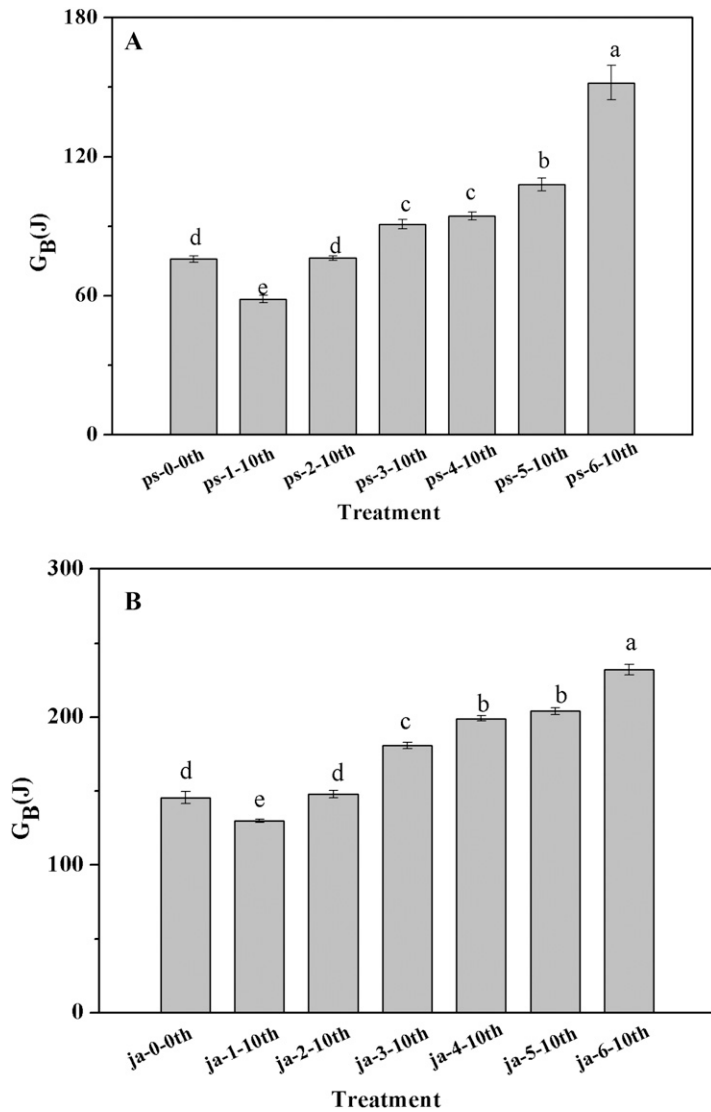 A
180
120
60
0
G_B(J)
d
e
d
c
c
b
a
ps-0-0th
ps-1-10th
ps-2-10th
ps-3-10th
ps-4-10th
ps-5-10th
ps-6-10th
Treatment
B
300
200
100
0
G_B(J)
d
e
d
c
b
b
a
ja-0-0th
ja-1-10th
ja-2-10th
ja-3-10th
ja-4-10th
ja-5-10th
ja-6-10th
Treatment